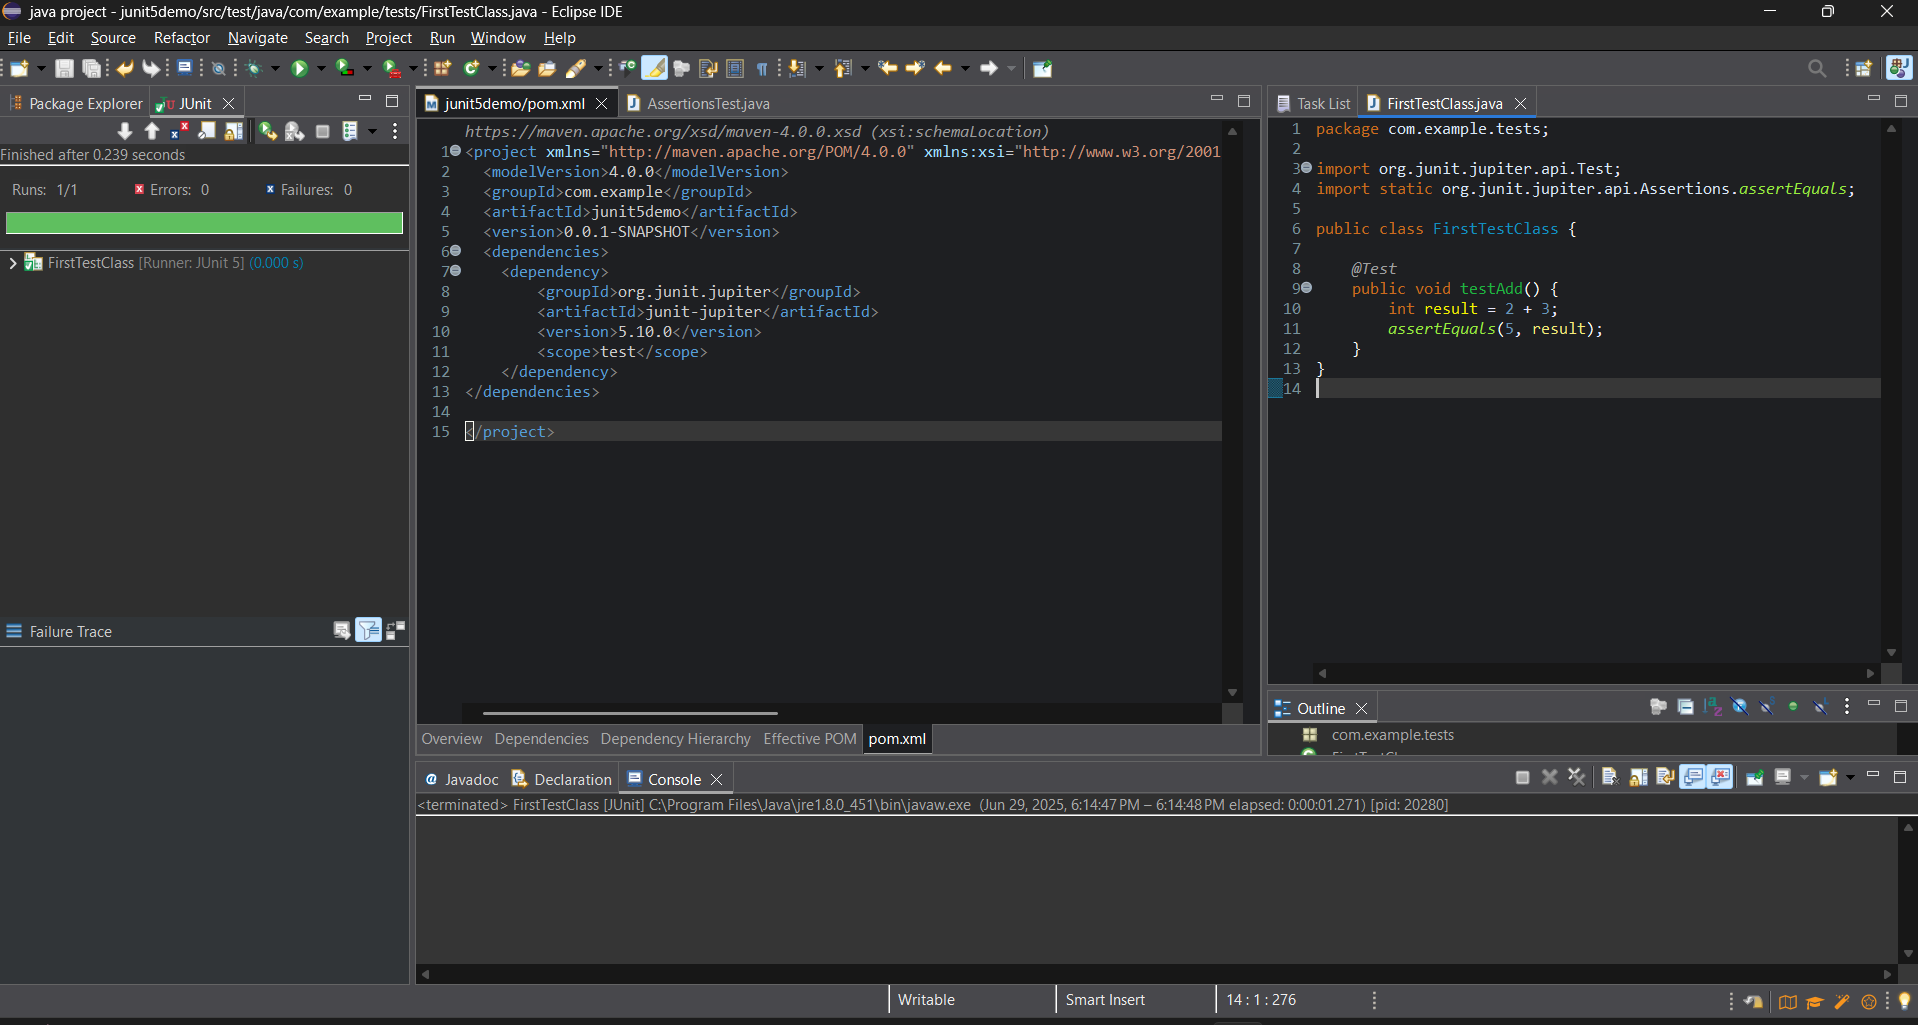 java project - junit5demo/src/test/java/com/example/tests/FirstTestClass.java - Eclipse IDE
File Edit Source Refactor Navigate Search Project Run Window Help
Package Explorer JUnit
Finished after 0.239 seconds
Runs: 1/1 Errors: 0 Failures: 0
FirstTestClass [Runner: JUnit 5] (0.000 s)
Failure Trace
junit5demo/pom.xml AssertionsTest.java
https://maven.apache.org/xsd/maven-4.0.0.xsd (xsi:schemaLocation)
1 <project xmlns="http://maven.apache.org/POM/4.0.0" xmlns:xsi="http://www.w3.org/2001
2 <modelVersion>4.0.0</modelVersion>
3 <groupId>com.example</groupId>
4 <artifactId>junit5demo</artifactId>
5 <version>0.0.1-SNAPSHOT</version>
6 <dependencies>
7 <dependency>
8 <groupId>org.junit.jupiter</groupId>
9 <artifactId>junit-jupiter</artifactId>
10 <version>5.10.0</version>
11 <scope>test</scope>
12 </dependency>
13 </dependencies>
14
15 </project>
Overview Dependencies Dependency Hierarchy Effective POM pom.xml
Task List FirstTestClass.java
1 package com.example.tests;
2
3 import org.junit.jupiter.api.Test;
4 import static org.junit.jupiter.api.Assertions.assertEquals;
5
6 public class FirstTestClass {
7
8 @Test
9 public void testAdd() {
10 int result = 2 + 3;
11 assertEquals(5, result);
12 }
13 }
14
Outline
com.example.tests
Javadoc Declaration Console
<terminated> FirstTestClass [JUnit] C:\Program Files\Java\jre1.8.0_451\bin\javaw.exe (Jun 29, 2025, 6:14:47 PM – 6:14:48 PM elapsed: 0:00:01.271) [pid: 20280]
Writable Smart Insert 14 : 1 : 276